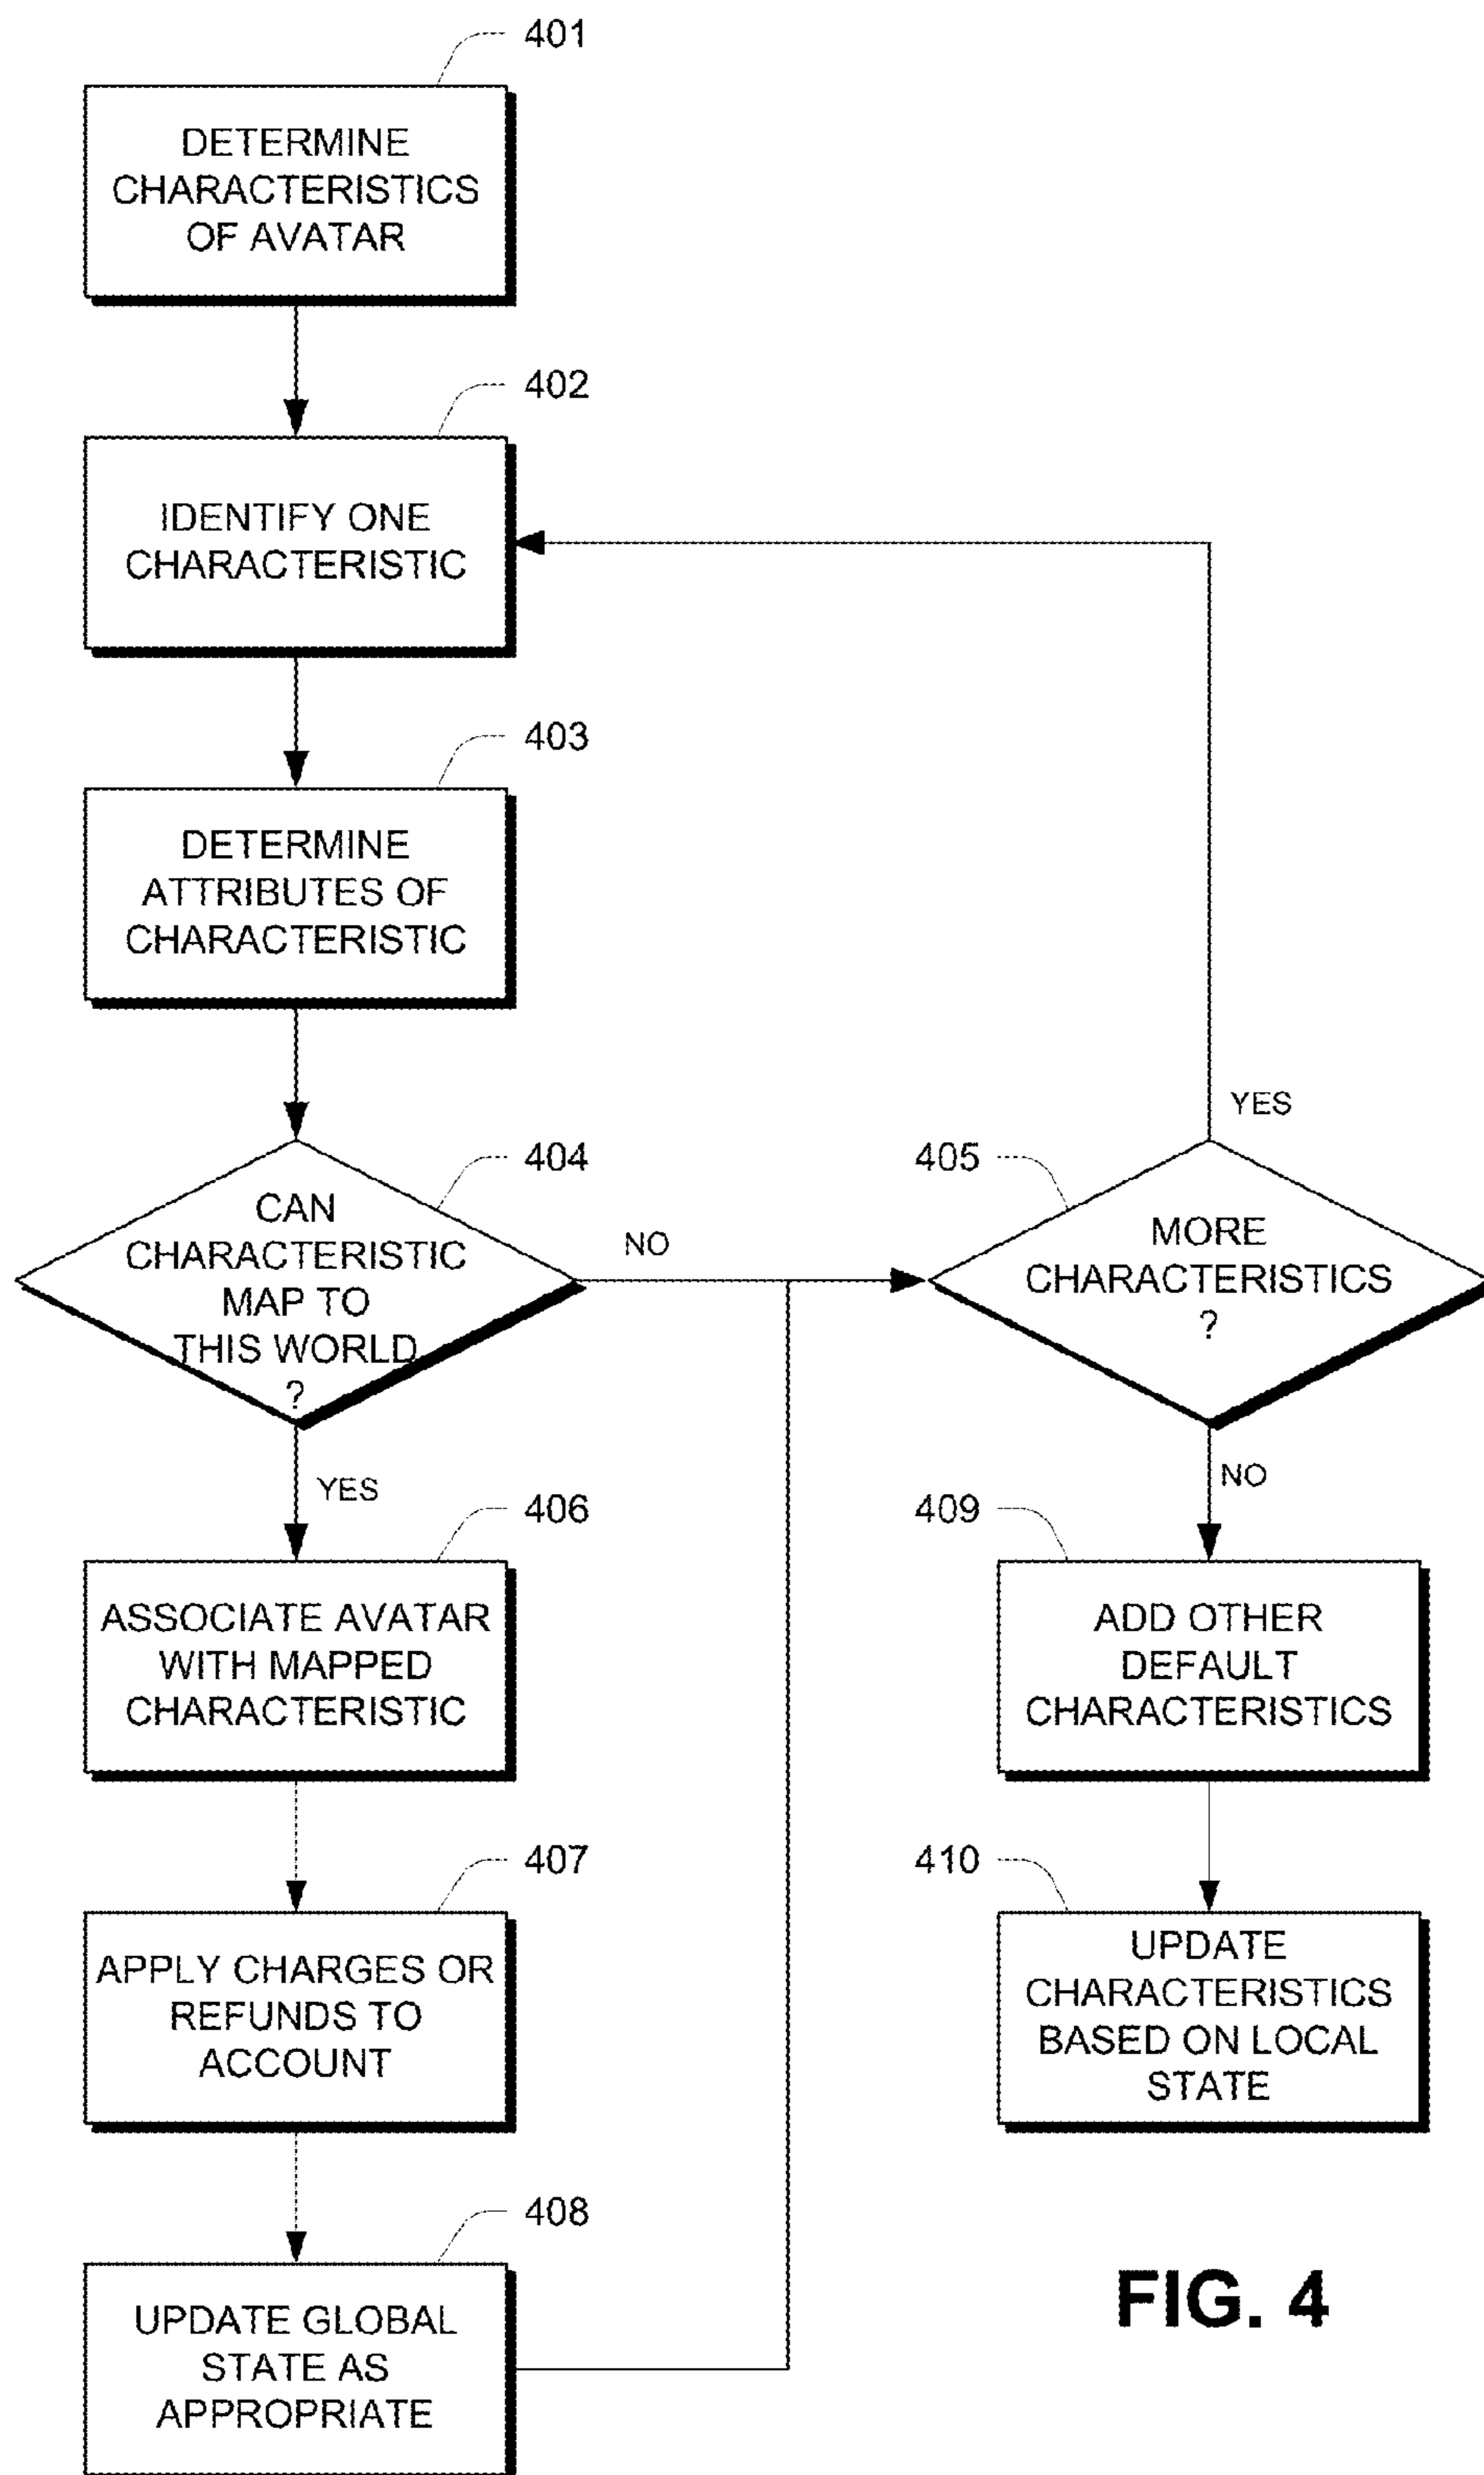 401
DETERMINE
CHARACTERISTICS
OF AVATAR
402
IDENTIFY ONE
CHARACTERISTIC
403
DETERMINE
ATTRIBUTES OF
CHARACTERISTIC
404
CAN
CHARACTERISTIC
MAP TO
THIS WORLD
?
NO
YES
405
MORE
CHARACTERISTICS
?
YES
NO
406
ASSOCIATE AVATAR
WITH MAPPED
CHARACTERISTIC
407
APPLY CHARGES OR
REFUNDS TO
ACCOUNT
408
UPDATE GLOBAL
STATE AS
APPROPRIATE
409
ADD OTHER
DEFAULT
CHARACTERISTICS
410
UPDATE
CHARACTERISTICS
BASED ON LOCAL
STATE
FIG. 4